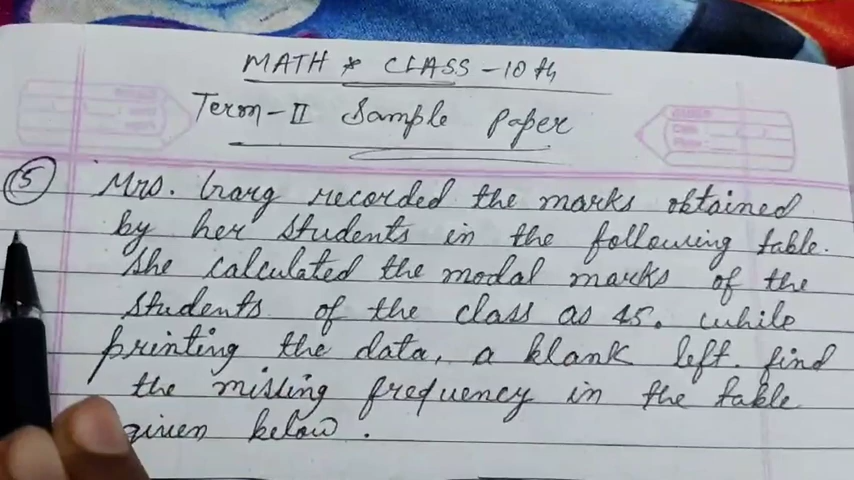 MATH * CLASS - 10th
Term - II Sample Paper
5 Mrs. Garg recorded the marks obtained
by her students in the following table.
She calculated the modal marks of the
students of the class as 45. while
printing the data, a blank left. find
the missing frequency in the table
given below.